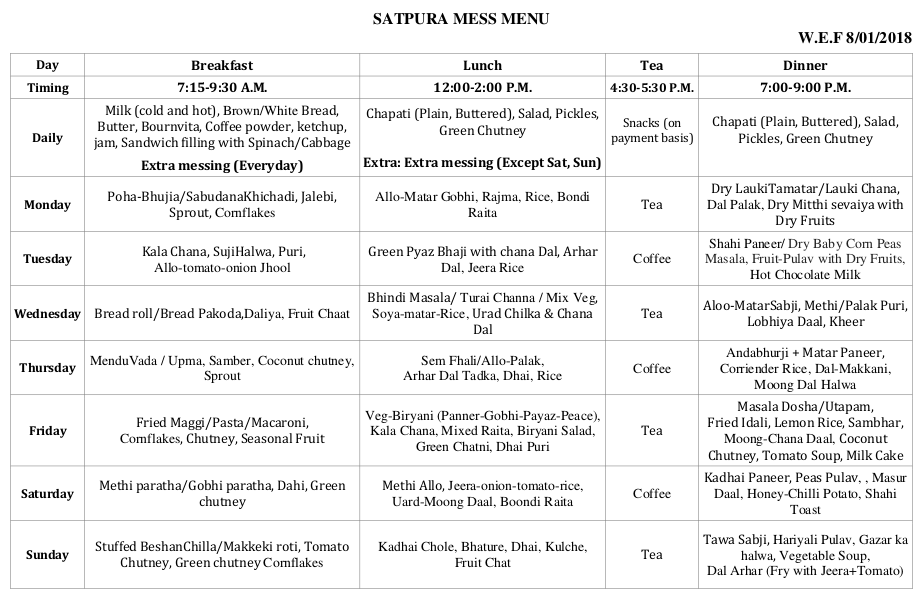 SATPURA MESS MENU
W.E.F 8/01/2018
Day Breakfast Lunch Tea Dinner
Timing 7:15-9:30 A.M. 12:00-2:00 P.M. 4:30-5:30 P.M. 7:00-9:00 P.M.
Daily
Milk (cold and hot), Brown/White Bread,
Butter, Bournvita, Coffee powder, ketchup,
jam, Sandwich filling with Spinach/Cabbage
Extra messing (Everyday)
Chapati (Plain, Buttered), Salad, Pickles,
Green Chutney
Extra: Extra messing (Except Sat, Sun)
Snacks (on
payment basis)
Chapati (Plain, Buttered), Salad,
Pickles, Green Chutney
Monday
Poha-Bhujia/SabudanaKhichadi, Jalebi,
Sprout, Cornflakes
Allo-Matar Gobhi, Rajma, Rice, Bondi
Raita
Tea
Dry LaukiTamatar/Lauki Chana,
Dal Palak, Dry Mitthi sevaiya with
Dry Fruits
Tuesday
Kala Chana, SujiHalwa, Puri,
Allo-tomato-onion Jhool
Green Pyaz Bhaji with chana Dal, Arhar
Dal, Jeera Rice
Coffee
Shahi Paneer/ Dry Baby Corn Peas
Masala, Fruit-Pulav with Dry Fruits,
Hot Chocolate Milk
Wednesday
Bread roll/Bread Pakoda,Daliya, Fruit Chaat
Bhindi Masala/ Turai Channa / Mix Veg,
Soya-matar-Rice, Urad Chilka & Chana
Dal
Tea
Aloo-MatarSabji, Methi/Palak Puri,
Lobhiya Daal, Kheer
Thursday
MenduVada / Upma, Samber, Coconut chutney,
Sprout
Sem Fhali/Allo-Palak,
Arhar Dal Tadka, Dhai, Rice
Coffee
Andabhurji + Matar Paneer,
Corriender Rice, Dal-Makkani,
Moong Dal Halwa
Friday
Fried Maggi/Pasta/Macaroni,
Cornflakes, Chutney, Seasonal Fruit
Veg-Biryani (Panner-Gobhi-Payaz-Peace),
Kala Chana, Mixed Raita, Biryani Salad,
Green Chatni, Dhai Puri
Tea
Masala Dosha/Utapam,
Fried Idali, Lemon Rice, Sambhar,
Moong-Chana Daal, Coconut
Chutney, Tomato Soup, Milk Cake
Saturday
Methi paratha/Gobhi paratha, Dahi, Green
chutney
Methi Allo, Jeera-onion-tomato-rice,
Uard-Moong Daal, Boondi Raita
Coffee
Kadhai Paneer, Peas Pulav, , Masur
Daal, Honey-Chilli Potato, Shahi
Toast
Sunday
Stuffed BeshanChilla/Makkeki roti, Tomato
Chutney, Green chutney Cornflakes
Kadhai Chole, Bhature, Dhai, Kulche,
Fruit Chat
Tea
Tawa Sabji, Hariyali Pulav, Gazar ka
halwa, Vegetable Soup,
Dal Arhar (Fry with Jeera+Tomato)